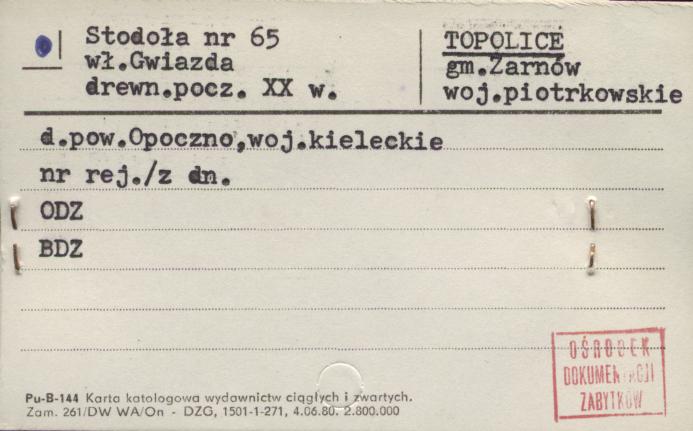 Stodoła nr 65
wł.Gwiazda
drewn.pocz. XX w.
TOPOLICE
gm.Żarnów
woj.piotrkowskie
d.pow.Opoczno,woj.kieleckie
nr rej./z dn.
ODZ
BDZ
Pu-B-144 Karta katologowa wydawnictw ciągłych i zwartych.
Zam. 261/DW WA/On - DZG, 1501-1-271, 4.06.80. 2.800.000
OŚRODEK
DOKUMENTACJI
ZABYTKÓW